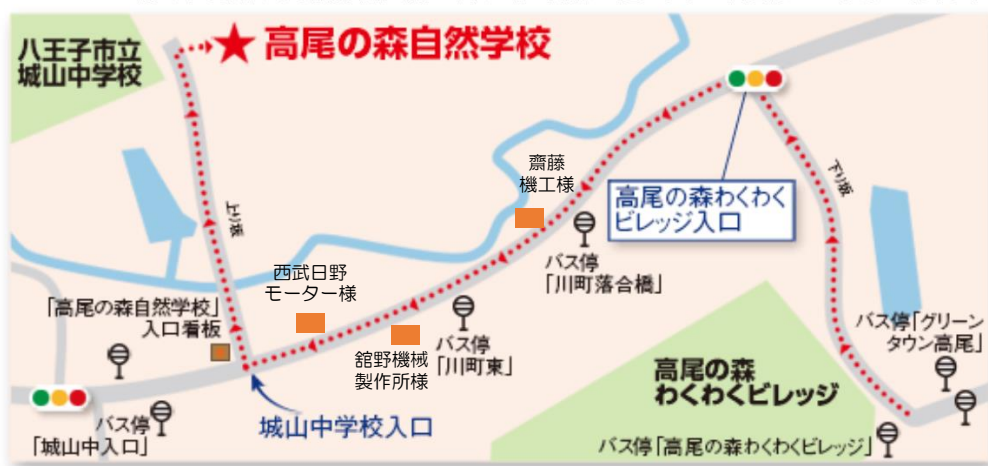 八王子市立
城山中学校
★高尾の森自然学校
上り坂
齋藤
機工様
高尾の森わくわく
ビレッジ入口
下り坂
バス停
「川町落合橋」
西武日野
モーター様
「高尾の森自然学校」
入口看板
舘野機械
製作所様
バス停
「川町東」
バス停「グリーン
タウン高尾」
高尾の森
わくわくビレッジ
城山中学校入口
バス停
「城山中入口」
バス停「高尾の森わくわくビレッジ」